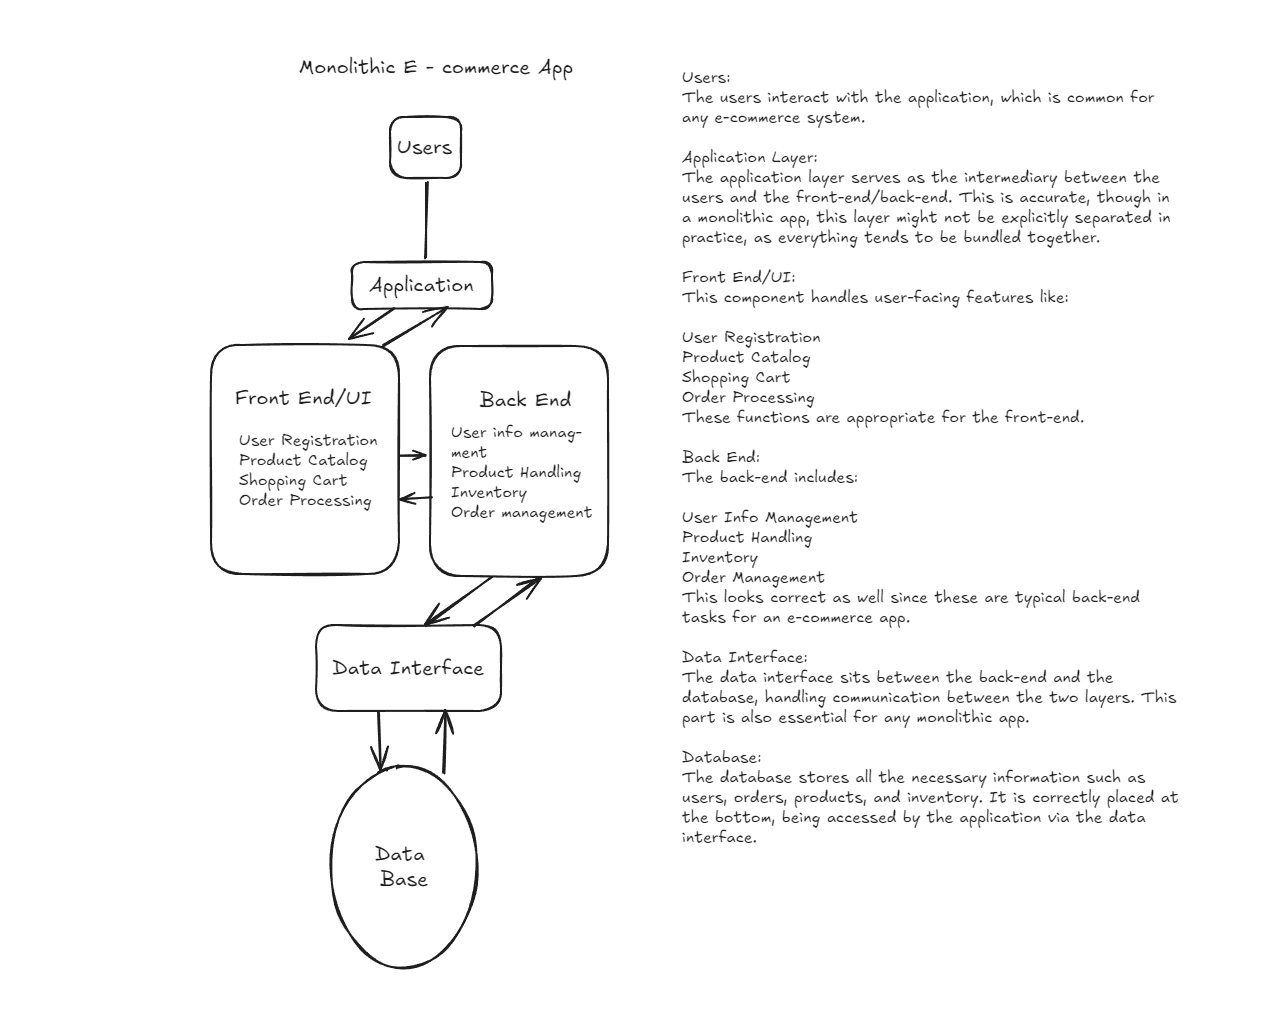 Monolithic E - commerce App
Users
Application
Front End/UI
User Registration
Product Catalog
Shopping Cart
Order Processing
Back End
User info manag-
ment
Product Handling
Inventory
Order management
Data Interface
Data
Base
Users:
The users interact with the application, which is common for
any e-commerce system.
Application Layer:
The application layer serves as the intermediary between the
users and the front-end/back-end. This is accurate, though in
a monolithic app, this layer might not be explicitly separated in
practice, as everything tends to be bundled together.
Front End/UI:
This component handles user-facing features like:
User Registration
Product Catalog
Shopping Cart
Order Processing
These functions are appropriate for the front-end.
Back End:
The back-end includes:
User Info Management
Product Handling
Inventory
Order Management
This looks correct as well since these are typical back-end
tasks for an e-commerce app.
Data Interface:
The data interface sits between the back-end and the
database, handling communication between the two layers. This
part is also essential for any monolithic app.
Database:
The database stores all the necessary information such as
users, orders, products, and inventory. It is correctly placed at
the bottom, being accessed by the application via the data
interface.